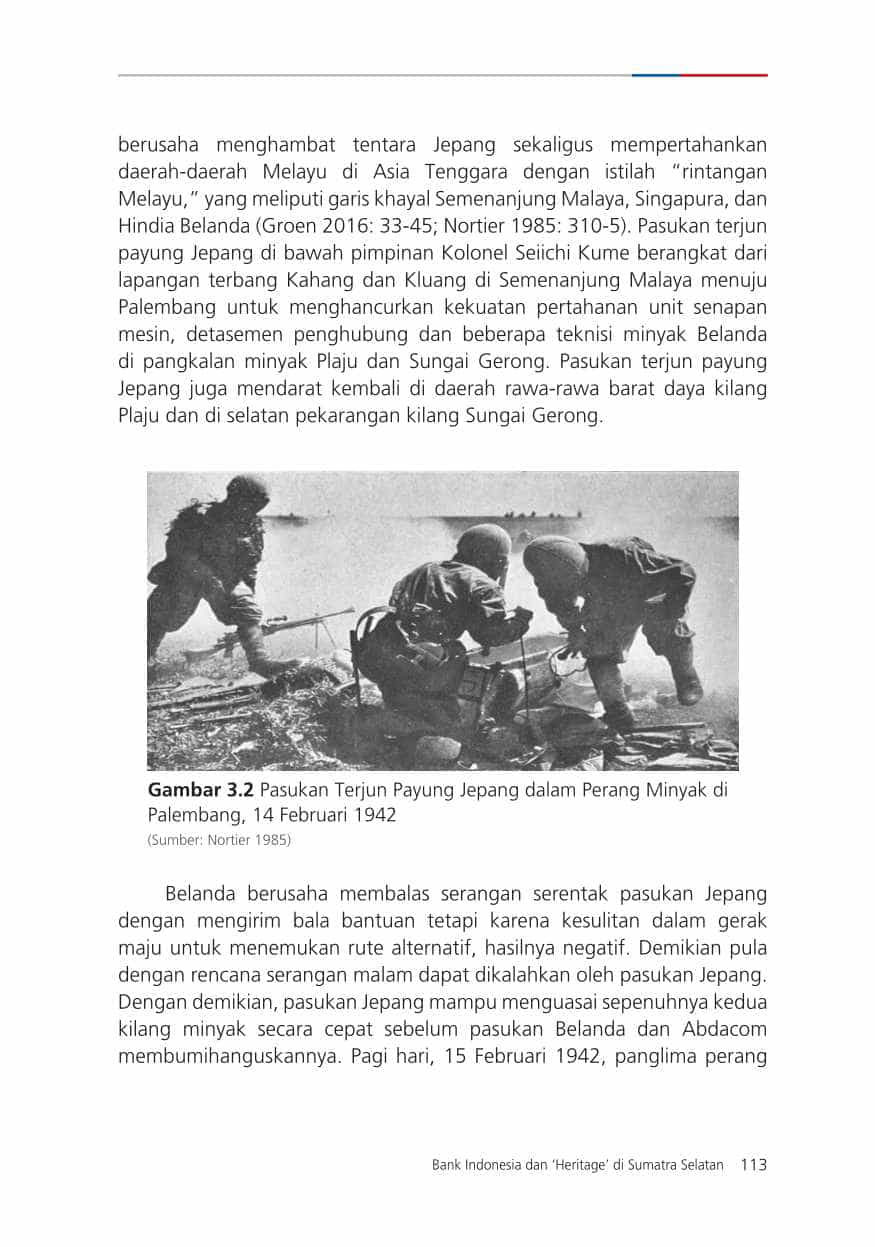 berusaha menghambat tentara Jepang sekaligus mempertahankan
daerah-daerah Melayu di Asia Tenggara dengan istilah “rintangan
Melayu,” yang meliputi garis khayal Semenanjung Malaya, Singapura, dan
Hindia Belanda (Groen 2016: 33-45; Nortier 1985: 310-5). Pasukan terjun
payung Jepang di bawah pimpinan Kolonel Seiichi Kume berangkat dari
lapangan terbang Kahang dan Kluang di Semenanjung Malaya menuju
Palembang untuk menghancurkan kekuatan pertahanan unit senapan
mesin, detasemen penghubung dan beberapa teknisi minyak Belanda
di pangkalan minyak Plaju dan Sungai Gerong. Pasukan terjun payung
Jepang juga mendarat kembali di daerah rawa-rawa barat daya kilang
Plaju dan di selatan pekarangan kilang Sungai Gerong.
Gambar 3.2 Pasukan Terjun Payung Jepang dalam Perang Minyak di
Palembang, 14 Februari 1942
(Sumber: Nortier 1985)
Belanda berusaha membalas serangan serentak pasukan Jepang
dengan mengirim bala bantuan tetapi karena kesulitan dalam gerak
maju untuk menemukan rute alternatif, hasilnya negatif. Demikian pula
dengan rencana serangan malam dapat dikalahkan oleh pasukan Jepang.
Dengan demikian, pasukan Jepang mampu menguasai sepenuhnya kedua
kilang minyak secara cepat sebelum pasukan Belanda dan Abdacom
membumihanguskannya. Pagi hari, 15 Februari 1942, panglima perang
Bank Indonesia dan ‘Heritage’ di Sumatra Selatan 113